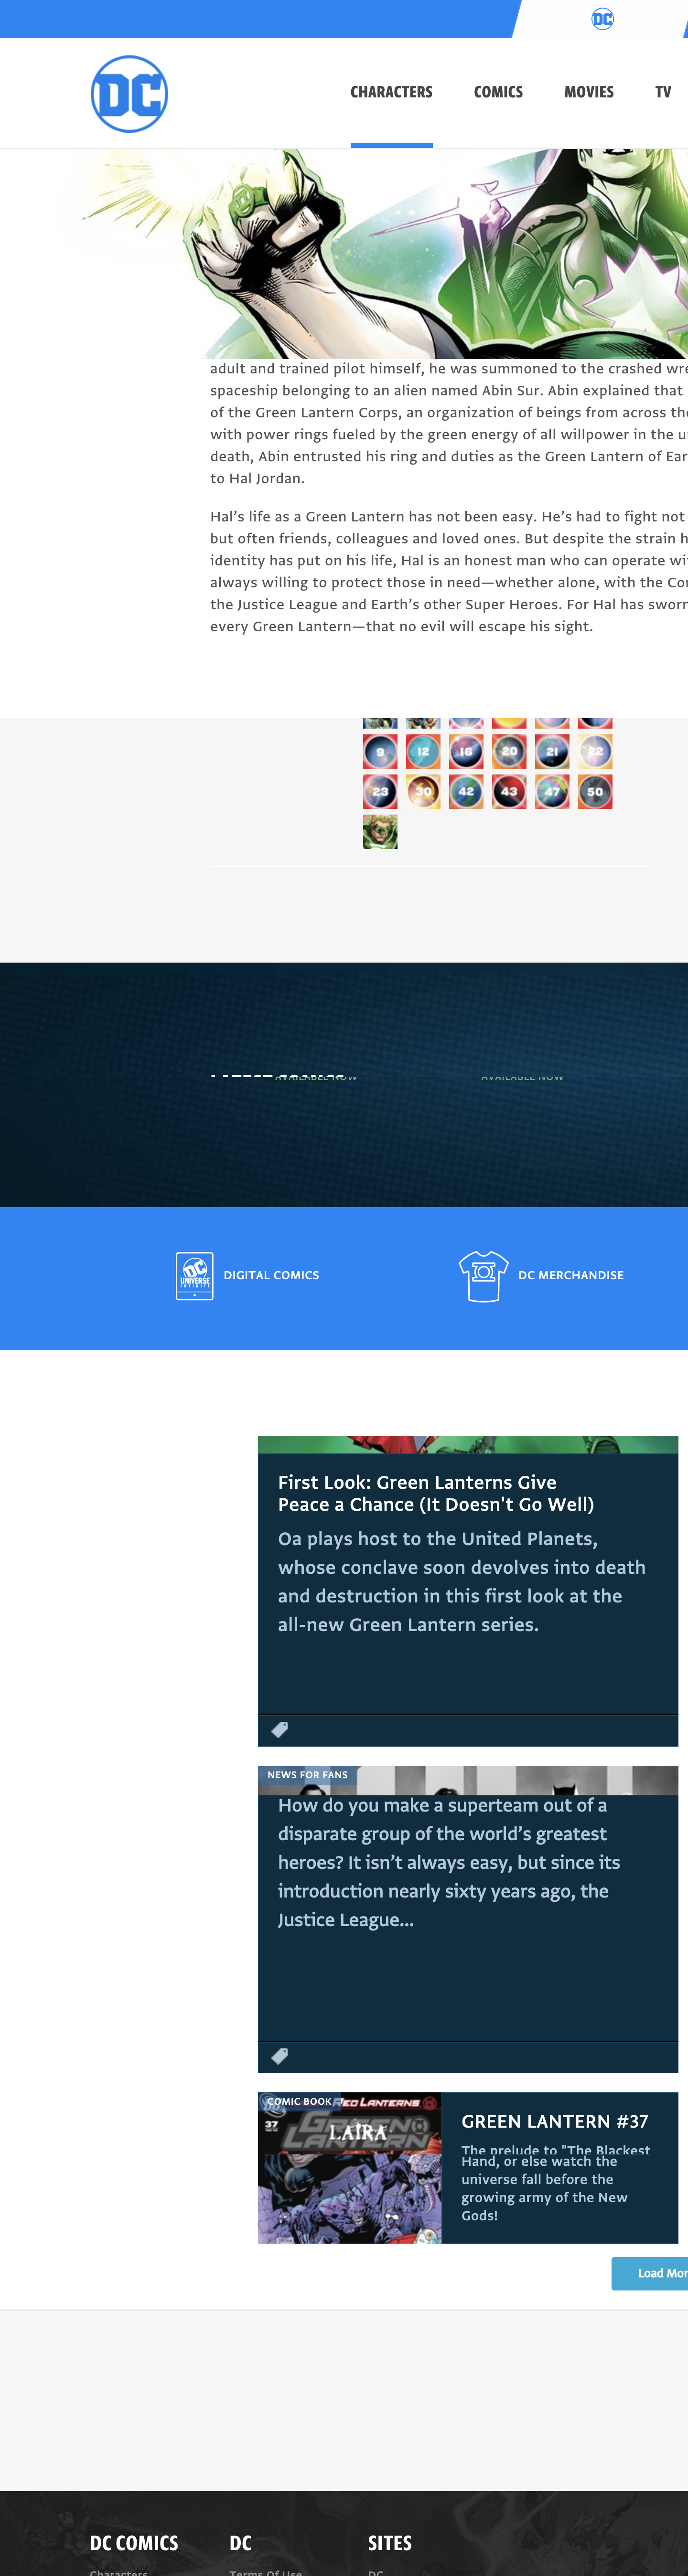 DC
DC
CHARACTERS
COMICS
MOVIES
TV
adult and trained pilot himself, he was summoned to the crashed
spaceship belonging to an alien named Abin Sur. Abin explained that
of the Green Lantern Corps, an organization of beings from across
with power rings fueled by the green energy of all willpower in the
death, Abin entrusted his ring and duties as the Green Lantern of
to Hal Jordan.
Hal's life as a Green Lantern has not been easy. He's had to fight not
but often friends, colleagues and loved ones. But despite the strain
identity has put on his life, Hal is an honest man who can operate
always willing to protect those in need—whether alone, with the
the Justice League and Earth's other Super Heroes. For Hal has
every Green Lantern—that no evil will escape his sight.
9 12 16 20 21 22
23 30 42 43 47 50
LATEST COMICS
AVAILABLE NOW
AVAILABLE NOW
DC
UNIVERSE
INFINITE
DIGITAL COMICS
DC MERCHANDISE
First Look: Green Lanterns Give
Peace a Chance (It Doesn't Go Well)
Oa plays host to the United Planets,
whose conclave soon devolves into death
and destruction in this first look at the
all-new Green Lantern series.
NEWS FOR FANS
How do you make a superteam out of a
disparate group of the world's greatest
heroes? It isn't always easy, but since its
introduction nearly sixty years ago, the
Justice League...
COMIC BOOK
RED LANTERNS
37
GREEN LANTERN
LAIRA
GREEN LANTERN #37
The prelude to "The Blackest
Hand, or else watch the
universe fall before the
growing army of the New
Gods!
Load
DC COMICS
DC
SITES
Characters
Terms Of Use
DC